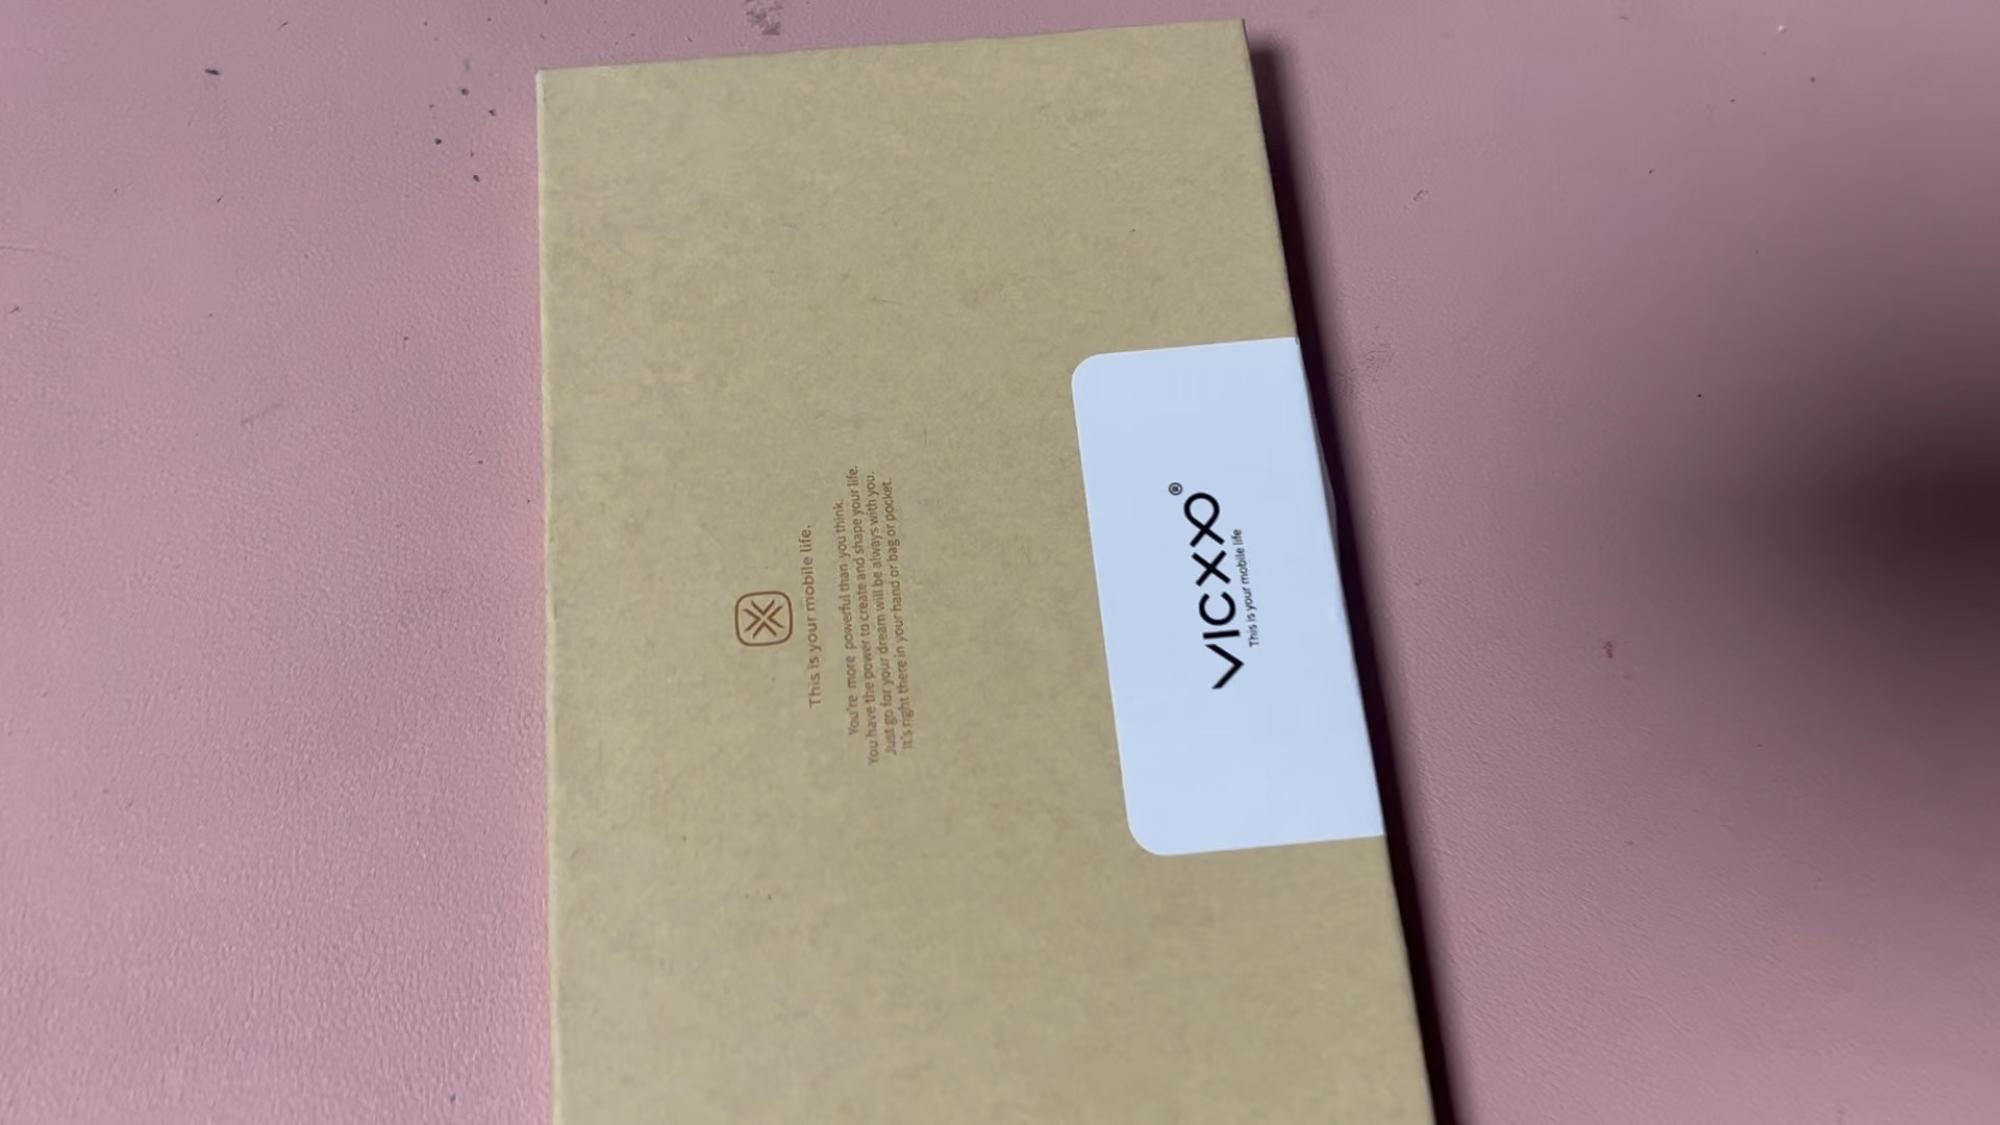 This is your mobile life.
You're more powerful than you think.
You have the power to create and shape your life.
Just go for your dream will be always with you.
It's right there in your hand or bag or pocket.
VICXXO®
This is your mobile life